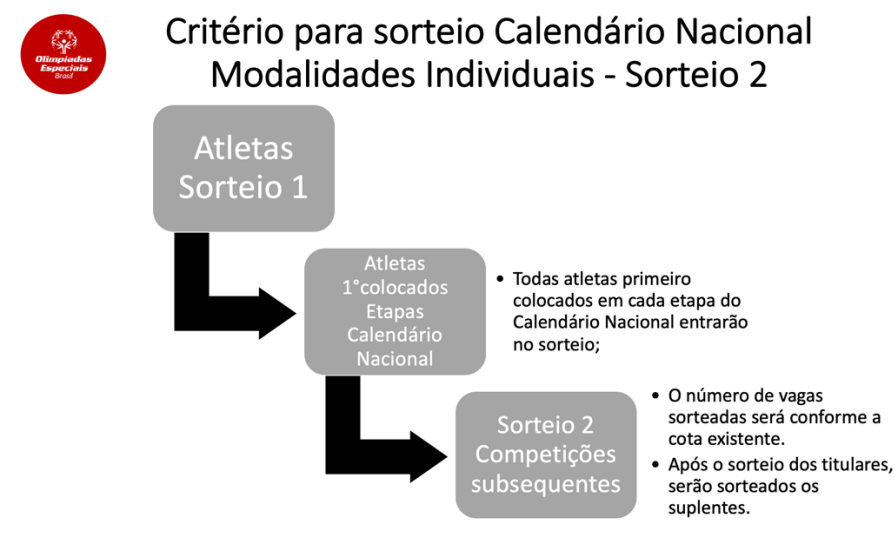 Olimpíadas
Especiais
Brasil
Critério para sorteio Calendário Nacional
Modalidades Individuais - Sorteio 2
Atletas
Sorteio 1
Atletas
1°colocados
Etapas
Calendário
Nacional
• Todas atletas primeiro
colocados em cada etapa do
Calendário Nacional entrarão
no sorteio;
Sorteio 2
Competições
subsequentes
• O número de vagas
sorteadas será conforme a
cota existente.
• Após o sorteio dos titulares,
serão sorteados os
suplentes.